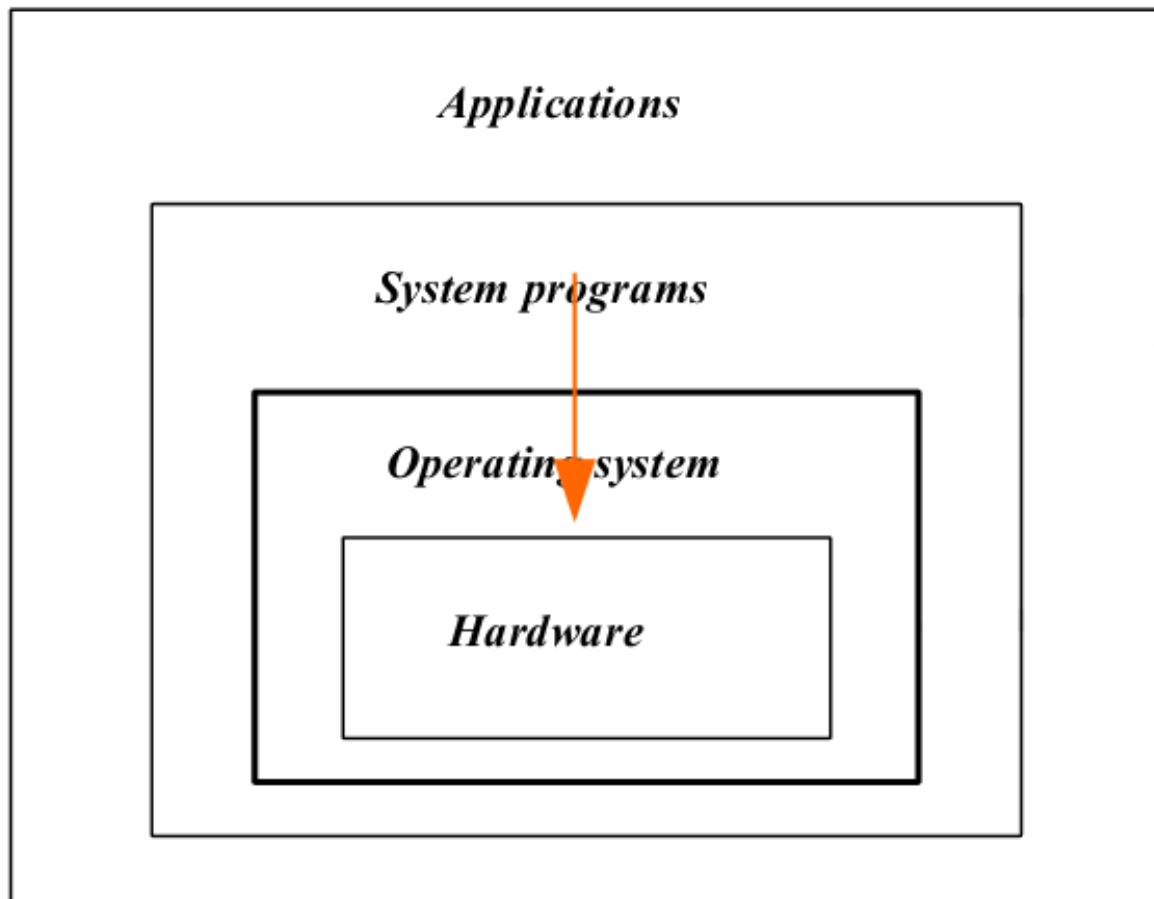 Applications
System programs
Operating system
Hardware